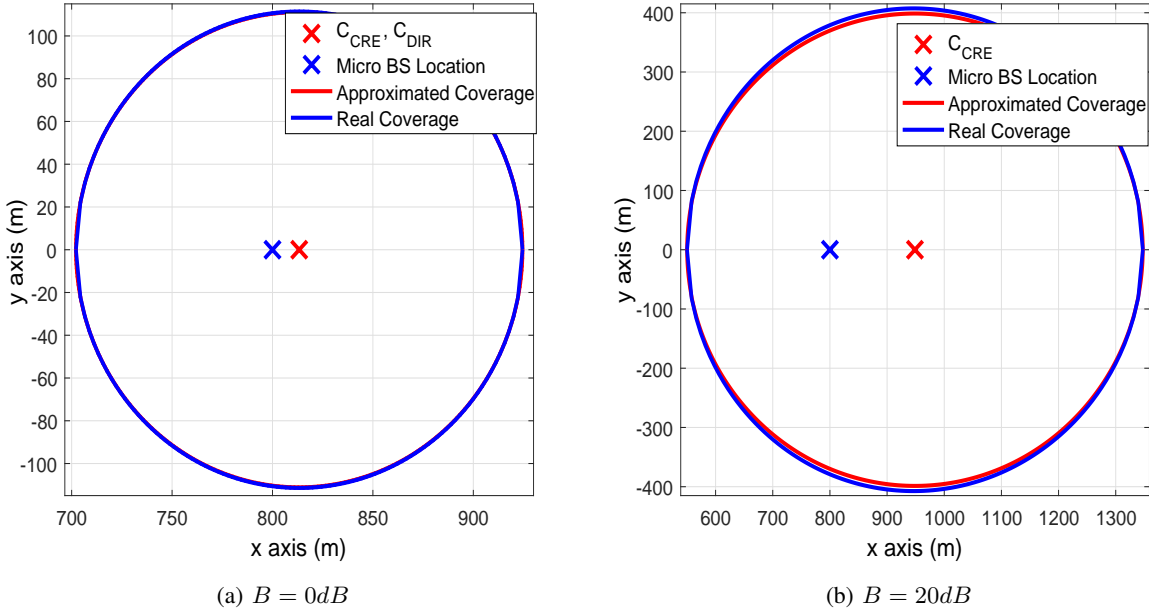 100
80
60
40
20
0
-20
-40
-60
-80
-100
y axis (m)
700
750
800
850
900
x axis (m)
C_CRE , C_DIR
Micro BS Location
Approximated Coverage
Real Coverage
(a) B = 0dB
400
300
200
100
0
-100
-200
-300
-400
y axis (m)
600
700
800
900
1000
1100
1200
1300
x axis (m)
C_CRE
Micro BS Location
Approximated Coverage
Real Coverage
(b) B = 20dB